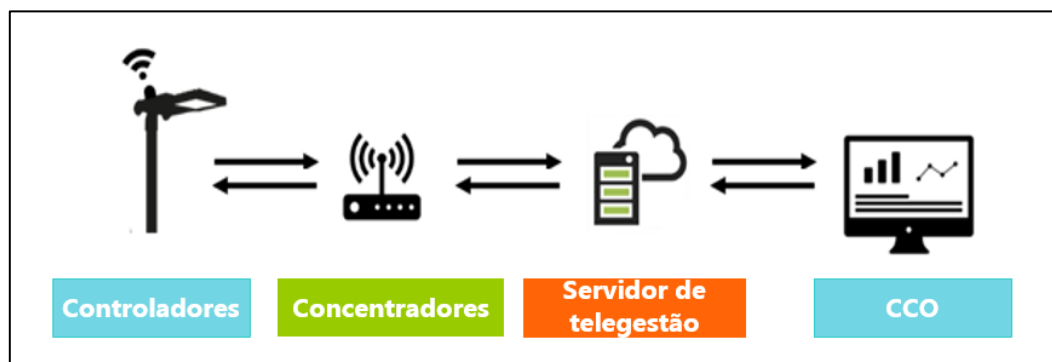 Controladores
Concentradores
Servidor de
telegestão
CCO